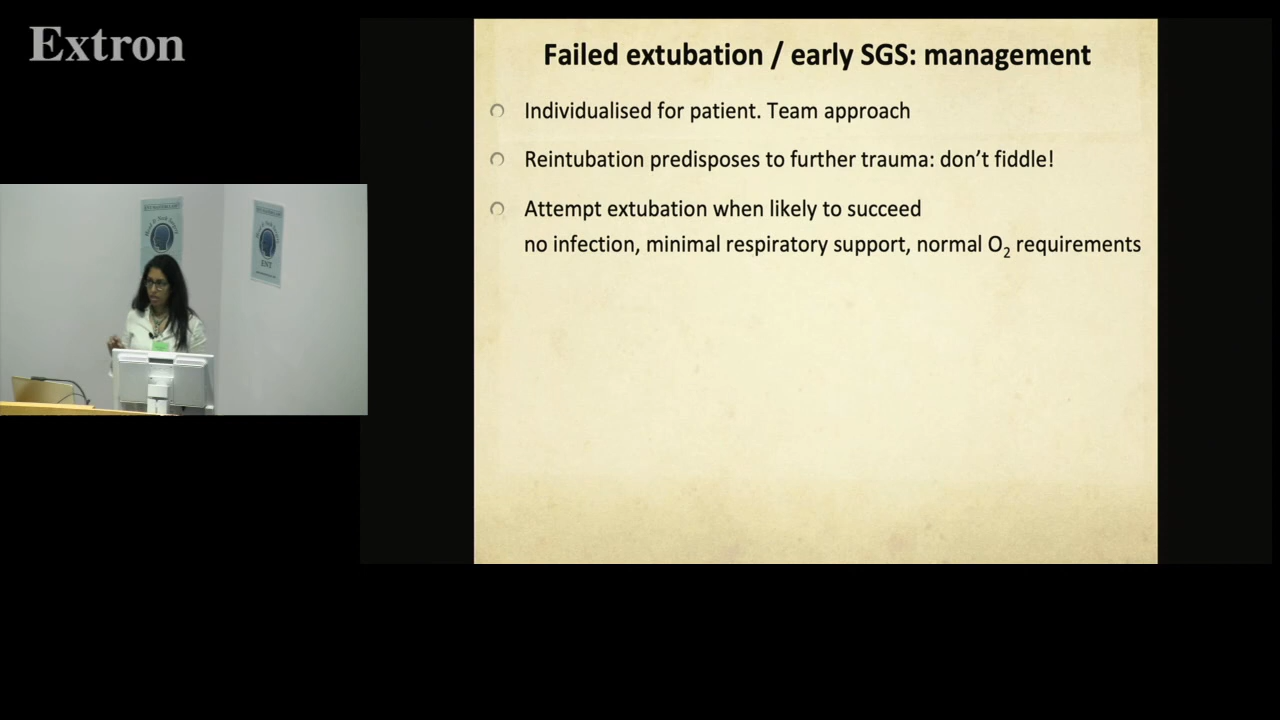 Extron
Failed extubation / early SGS: management
Individualised for patient. Team approach
Reintubation predisposes to further trauma: don't fiddle!
Attempt extubation when likely to succeed
no infection, minimal respiratory support, normal O₂ requirements
ENT